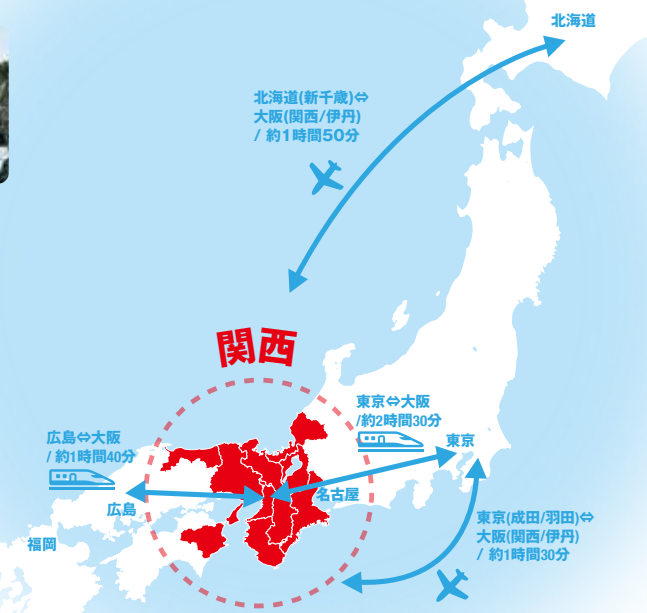 北海道
北海道(新千歳)⇔
大阪(関西/伊丹)
/ 約1時間50分
関西
東京⇔大阪
/約2時間30分
東京
広島⇔大阪
/ 約1時間40分
広島
名古屋
福岡
東京(成田/羽田)⇔
大阪(関西/伊丹)
/ 約1時間30分